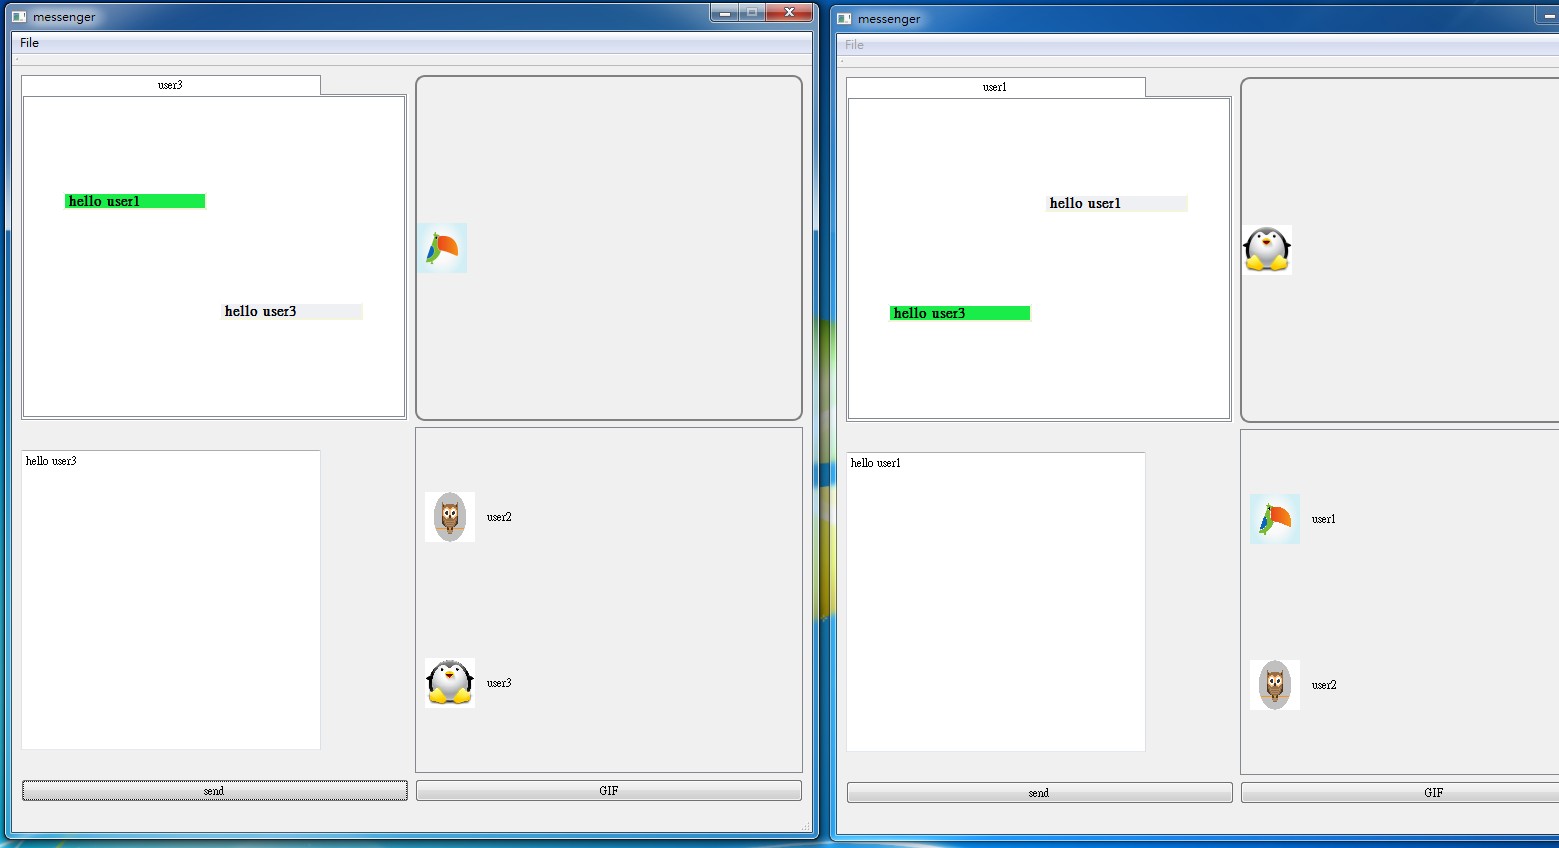 messenger
File
user3
hello user1
hello user3
hello user3
user2
user3
send
GIF
messenger
File
user1
hello user1
hello user3
hello user1
user1
user2
send
GIF